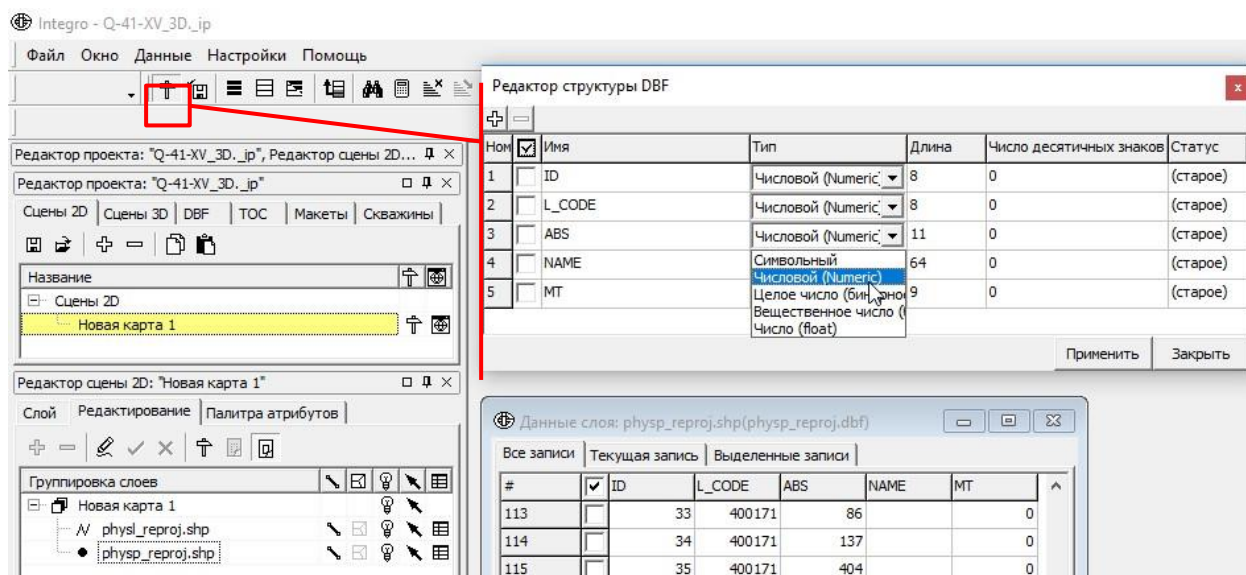 Integro - Q-41-XV_3D._ip
Файл Окно Данные Настройки Помощь
Редактор проекта: "Q-41-XV_3D._ip", Редактор сцены 2D...
Редактор проекта: "Q-41-XV_3D._ip"
Сцены 2D Сцены 3D DBF TOC Макеты Скважины
Название
Сцены 2D
Новая карта 1
Редактор сцены 2D: "Новая карта 1"
Слой Редактирование Палитра атрибутов
Группировка слоев
Новая карта 1
physl_reproj.shp
physp_reproj.shp
Редактор структуры DBF
Ном Имя Тип Длина Число десятичных знаков Статус
1 ID Числовой (Numeric) 8 0 (старое)
2 L_CODE Числовой (Numeric) 8 0 (старое)
3 ABS Числовой (Numeric) 11 0 (старое)
4 NAME 64 0 (старое)
5 MT 9 0 (старое)
Символьный
Числовой (Numeric)
Целое число
Вещественное число
Число (float)
Применить Закрыть
Данные слоя: physp_reproj.shp(physp_reproj.dbf)
Все записи Текущая запись Выделенные записи
# ID L_CODE ABS NAME MT
113 33 400171 86 0
114 34 400171 137 0
115 35 400171 404 0